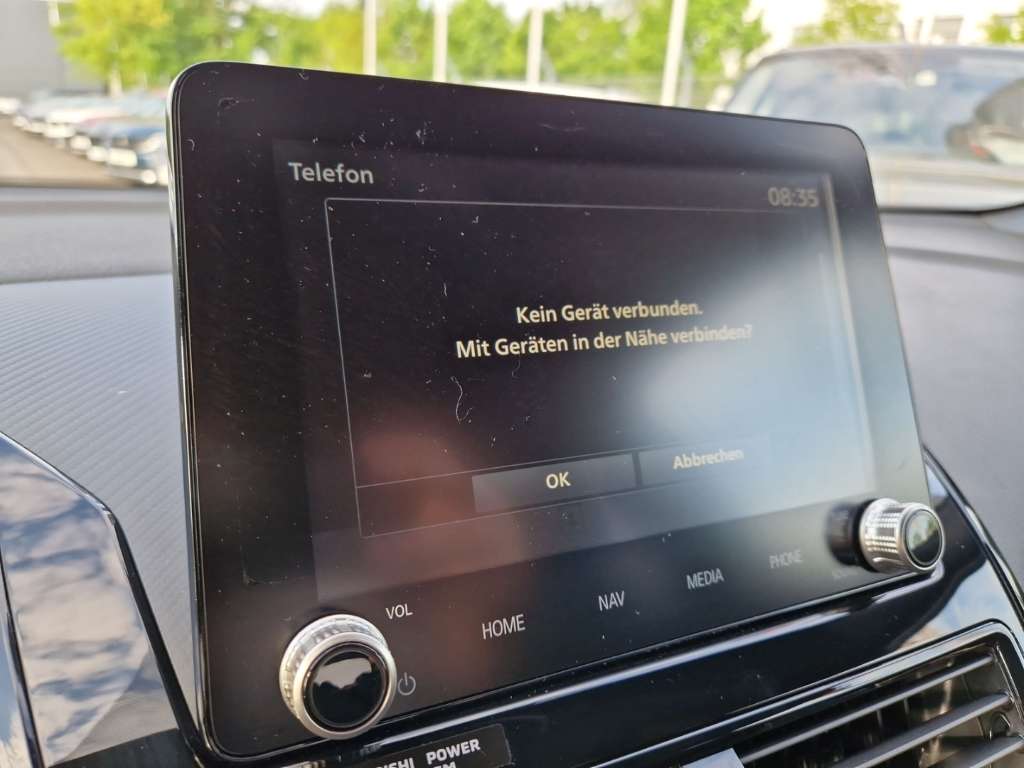 Telefon
08:35
Kein Gerät verbunden.
Mit Geräten in der Nähe verbinden?
OK
Abbrechen
VOL
HOME
NAV
MEDIA
PHONE
POWER